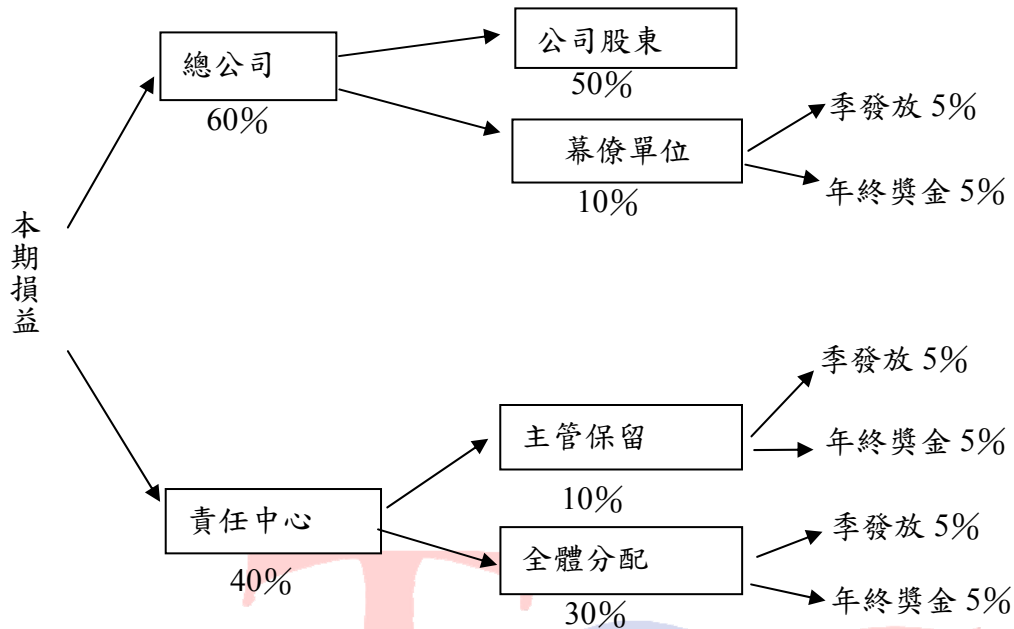 本期損益
總公司
60%
公司股東
50%
幕僚單位
10%
季發放 5%
年終獎金 5%
責任中心
40%
主管保留
10%
季發放 5%
年終獎金 5%
全體分配
30%
季發放 5%
年終獎金 5%